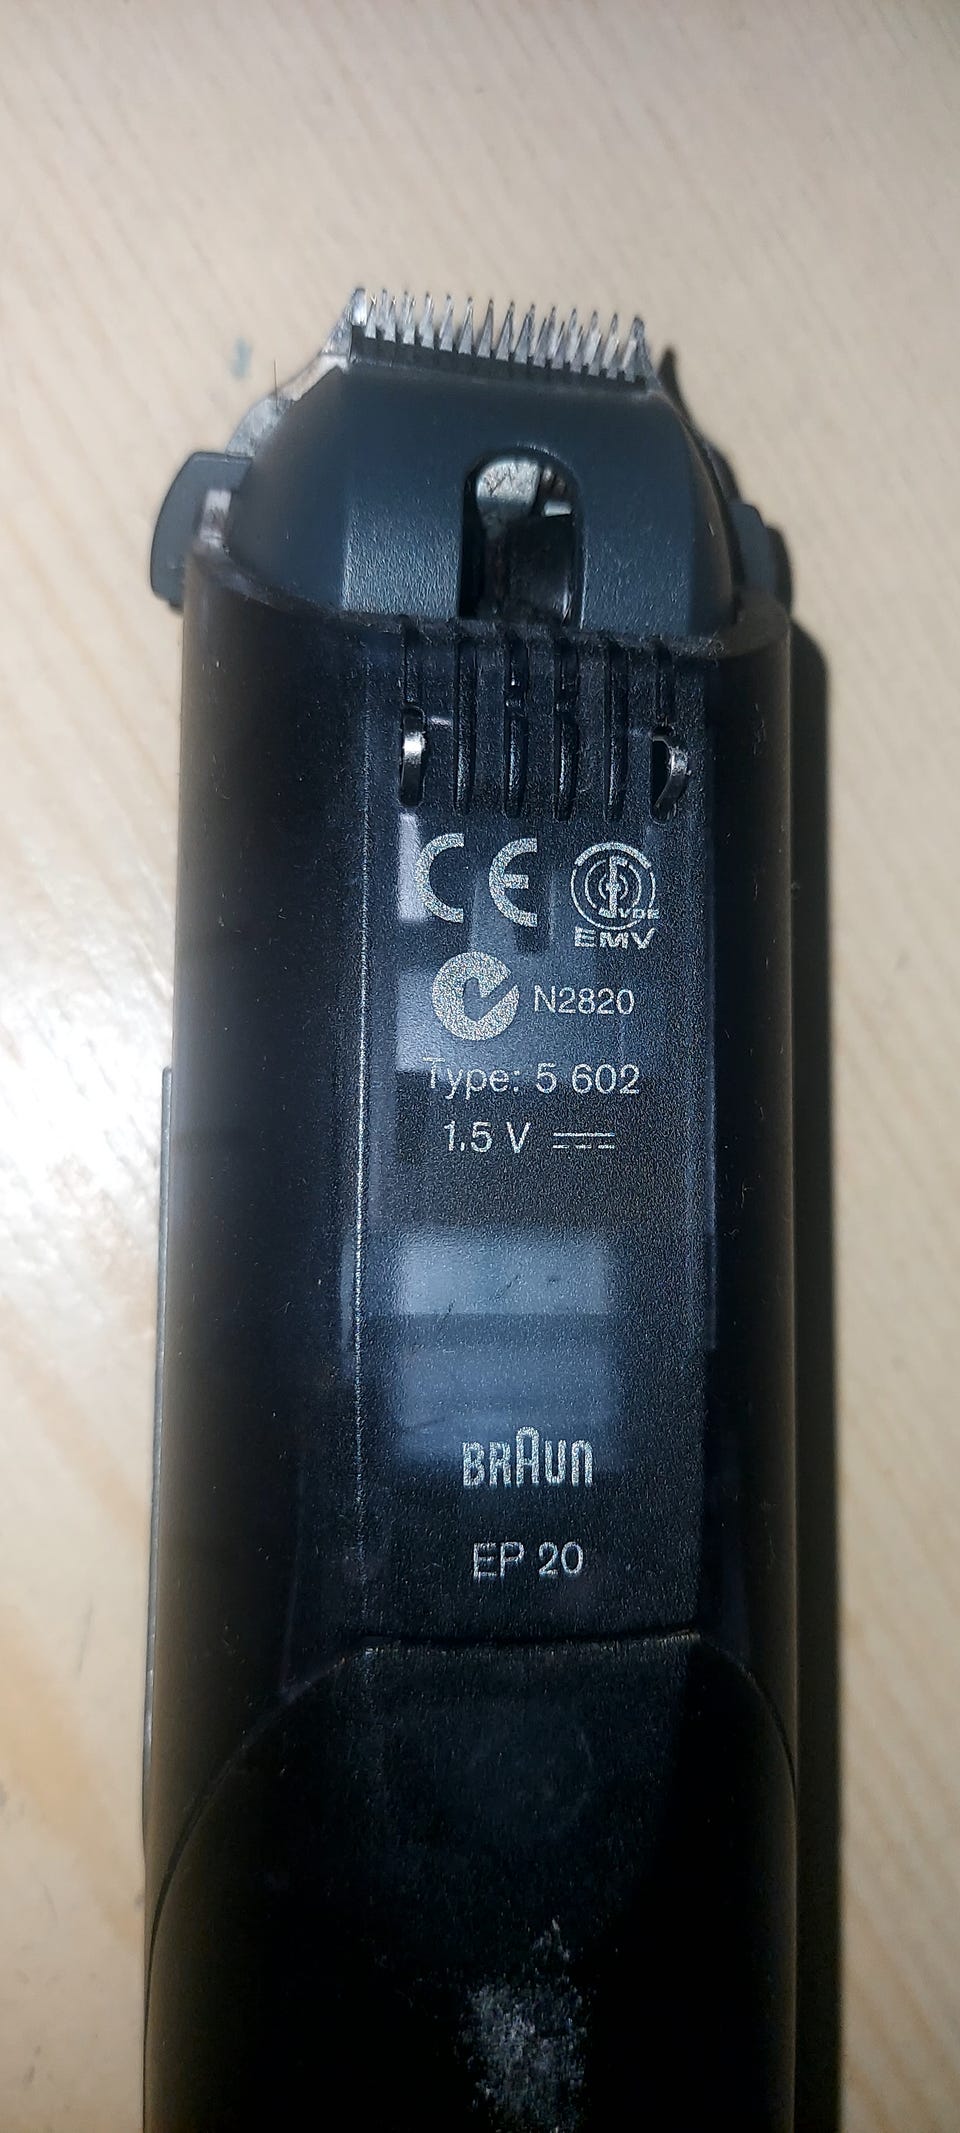 CE
VDE
EMV
N2820
Type: 5 602
1.5 V
BRAUN
EP 20